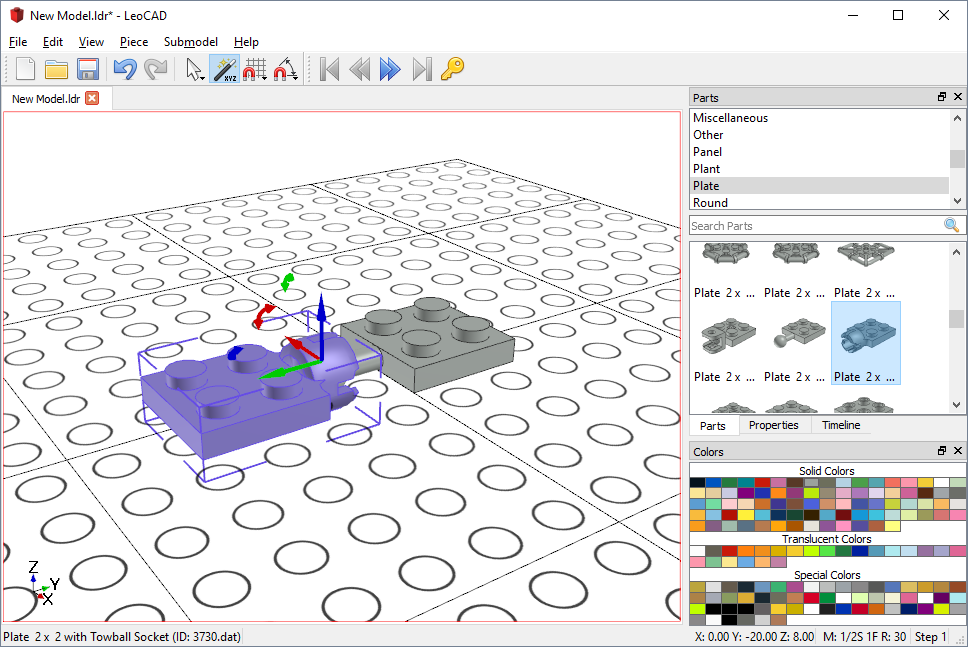 New Model.ldr* - LeoCAD
File Edit View Piece Submodel Help
XYZ
New Model.ldr
Parts
Miscellaneous
Other
Panel
Plant
Plate
Round
Search Parts
Plate 2 x ... Plate 2 x ... Plate 2 x ...
Plate 2 x ... Plate 2 x ... Plate 2 x ...
Parts Properties Timeline
Colors
Solid Colors
Translucent Colors
Special Colors
Z
Y
X
Plate 2 x 2 with Towball Socket (ID: 3730.dat) X: 0.00 Y: -20.00 Z: 8.00 M: 1/2S 1F R: 30 Step 1